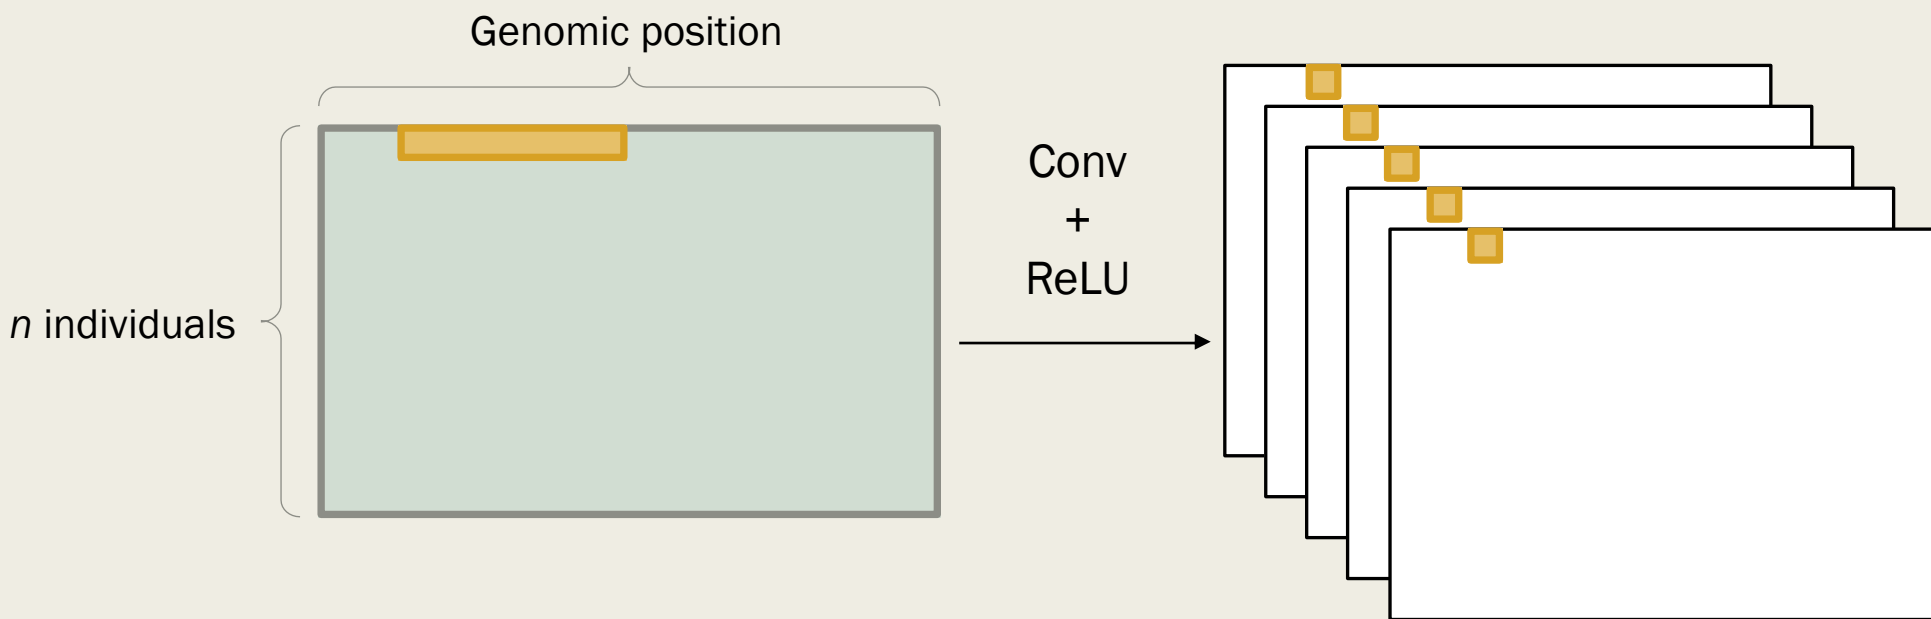 Genomic position
n individuals
Conv
+
ReLU